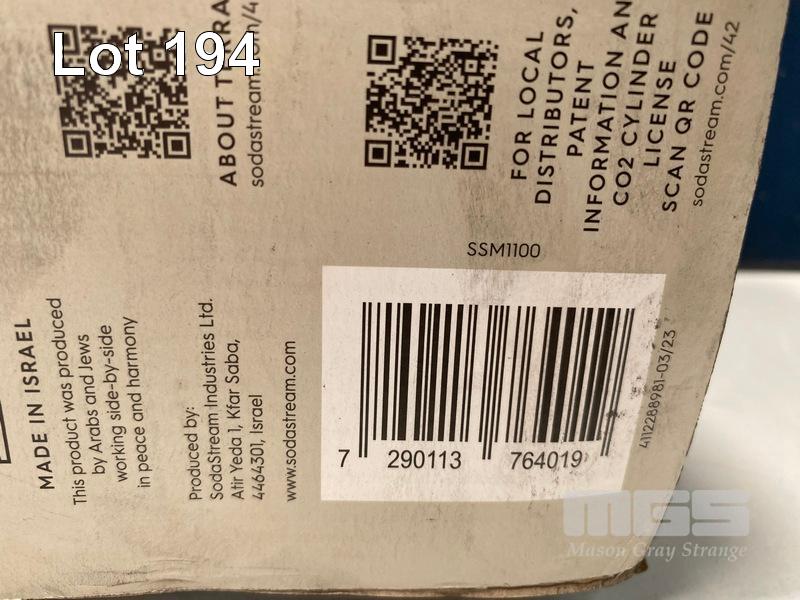 Lot 194
ABOUT
sodastream.com/4
FOR LOCAL
DISTRIBUTORS,
PATENT
INFORMATION AN
CO2 CYLINDER
LICENSE
SCAN QR CODE
sodastream.com/42
SSM1100
MADE IN ISRAEL
This product was produced
by Arabs and Jews
working side-by-side
in peace and harmony
Produced by:
SodaStream Industries Ltd.
Atir Yeda 1, Kfar Saba,
4464301, Israel
www.sodastream.com
7 290113 764019
4112288981-03/23
MGS
Mason Gray Strange